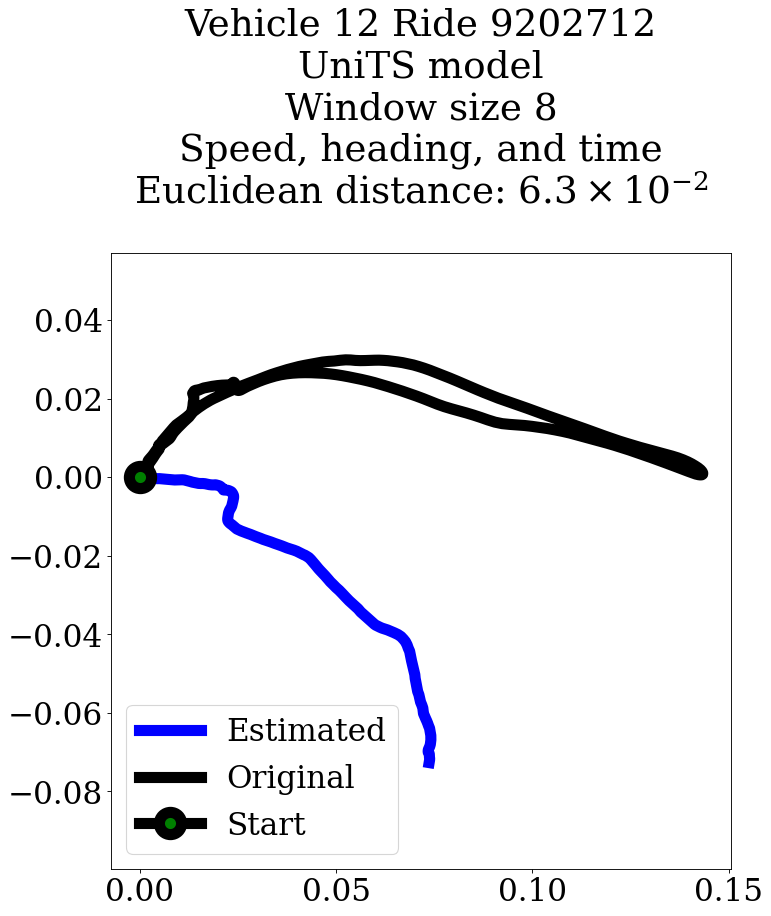 Vehicle 12 Ride 9202712
UniTS model
Window size 8
Speed, heading, and time
Euclidean distance: 6.3 × 10⁻²
0.04
0.02
0.00
−0.02
−0.04
−0.06
−0.08
Estimated
Original
Start
0.00 0.05 0.10 0.15